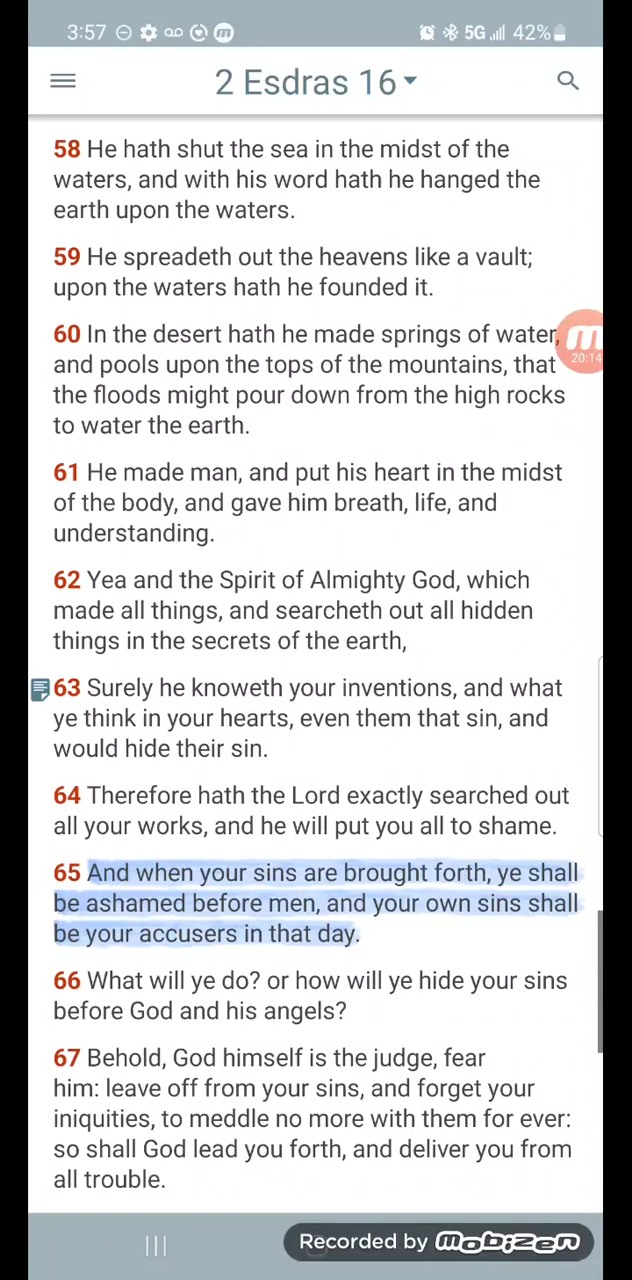 3:57
5G 42%
2 Esdras 16
58 He hath shut the sea in the midst of the
waters, and with his word hath he hanged the
earth upon the waters.
59 He spreadeth out the heavens like a vault;
upon the waters hath he founded it.
60 In the desert hath he made springs of water,
and pools upon the tops of the mountains, that
the floods might pour down from the high rocks
to water the earth.
m
20:14
61 He made man, and put his heart in the midst
of the body, and gave him breath, life, and
understanding.
62 Yea and the Spirit of Almighty God, which
made all things, and searcheth out all hidden
things in the secrets of the earth,
63 Surely he knoweth your inventions, and what
ye think in your hearts, even them that sin, and
would hide their sin.
64 Therefore hath the Lord exactly searched out
all your works, and he will put you all to shame.
65 And when your sins are brought forth, ye shall
be ashamed before men, and your own sins shall
be your accusers in that day.
66 What will ye do? or how will ye hide your sins
before God and his angels?
67 Behold, God himself is the judge, fear
him: leave off from your sins, and forget your
iniquities, to meddle no more with them for ever:
so shall God lead you forth, and deliver you from
all trouble.
Recorded by mobizen